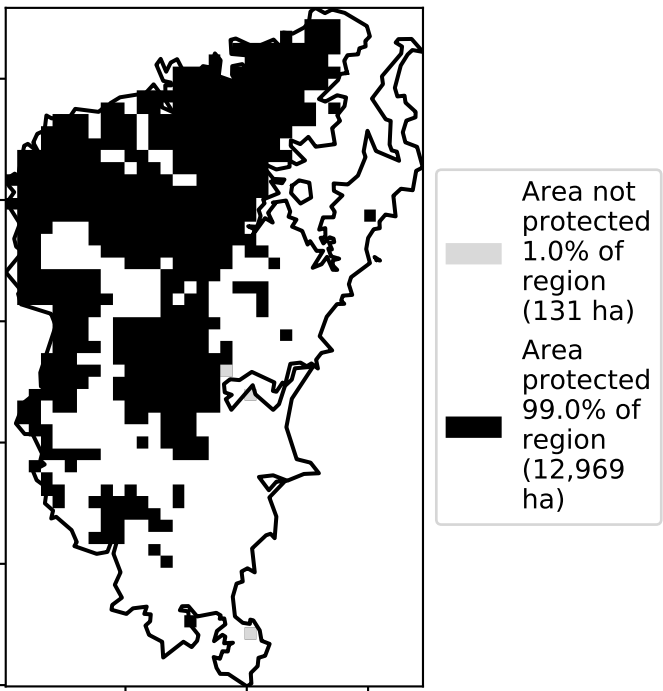 Area not
protected
1.0% of
region
(131 ha)
Area
protected
99.0% of
region
(12,969
ha)